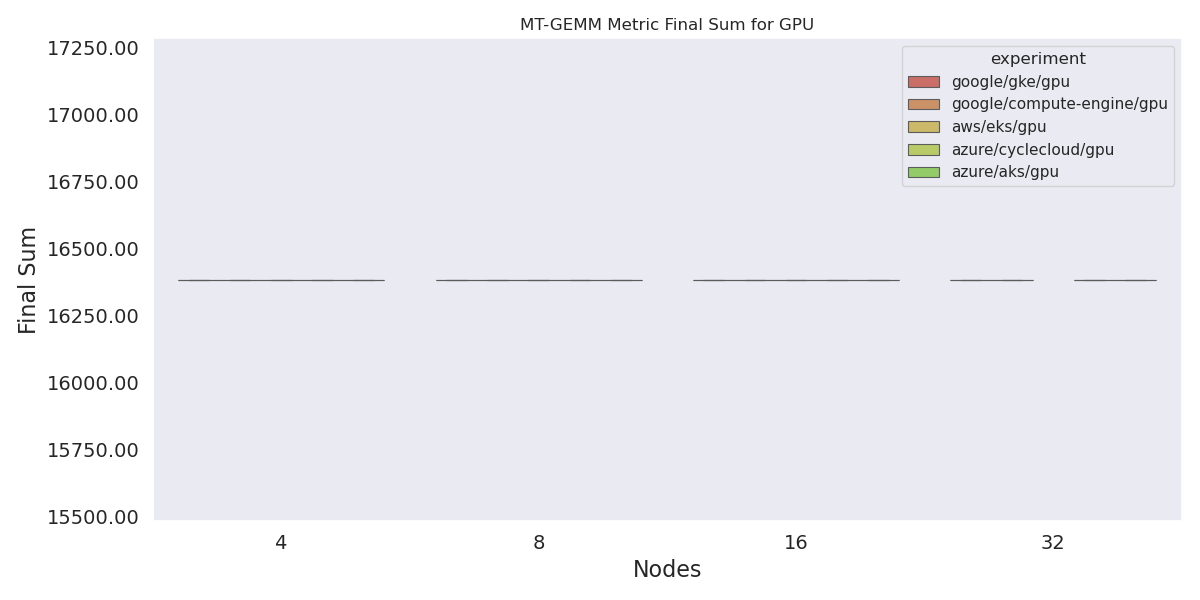 MT-GEMM Metric Final Sum for GPU
17250.00
17000.00
16750.00
16500.00
16250.00
16000.00
15750.00
15500.00
Final Sum
experiment
google/gke/gpu
google/compute-engine/gpu
aws/eks/gpu
azure/cyclecloud/gpu
azure/aks/gpu
4 8 16 32
Nodes